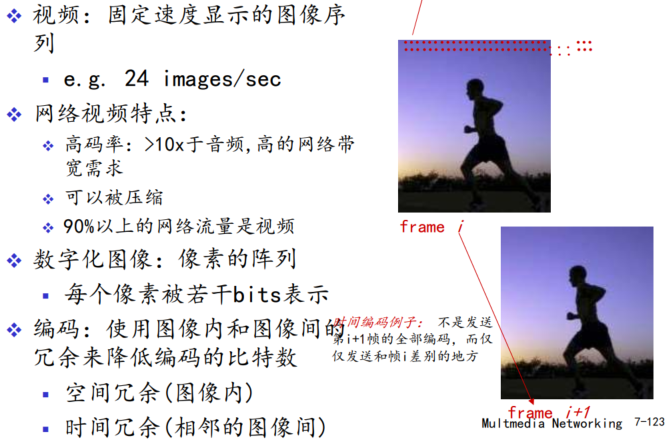 视频：固定速度显示的图像序
列
e.g. 24 images/sec
网络视频特点：
高码率：>10x于音频,高的网络带
宽需求
可以被压缩
90%以上的网络流量是视频
数字化图像：像素的阵列
每个像素被若干bits表示
编码：使用图像内和图像间的
冗余来降低编码的比特数
空间冗余(图像内)
时间冗余(相邻的图像间)
frame i
时间编码例子： 不是发送
第i+1帧的全部编码，而仅
仅发送和帧i差别的地方
frame i+1
Multmedia Networking 7-123